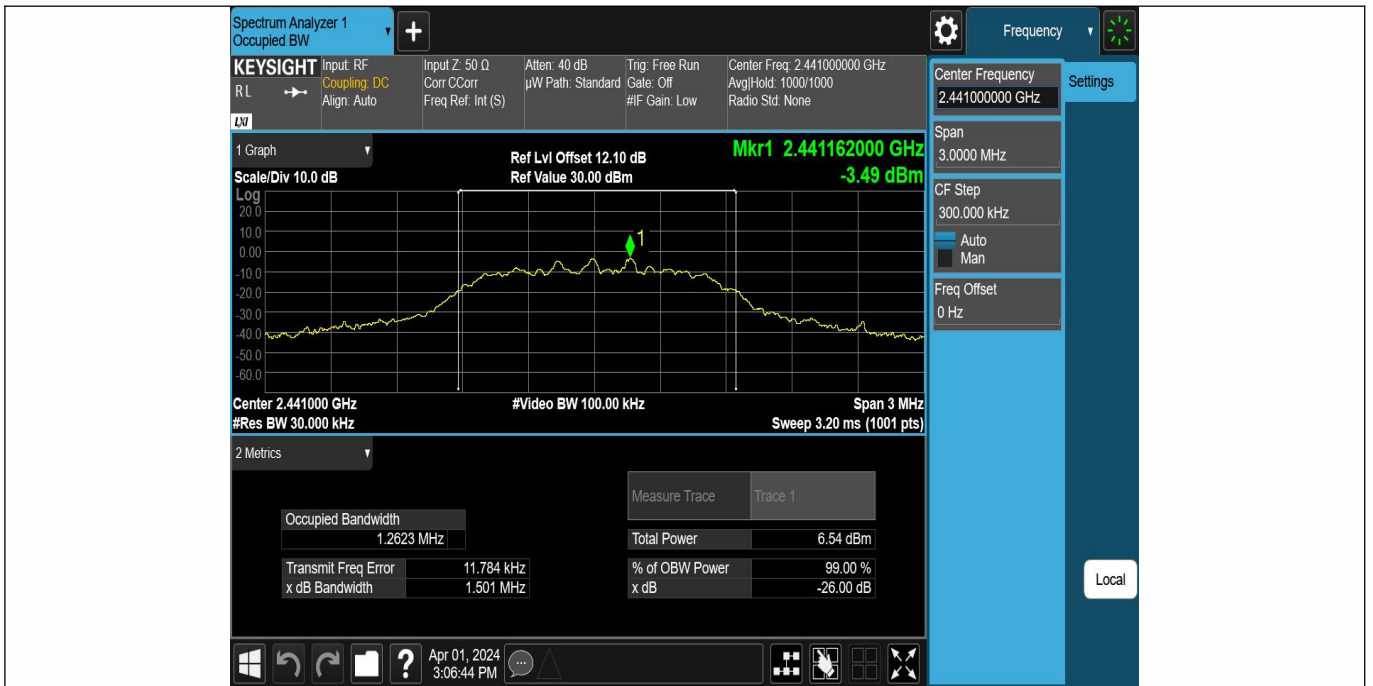 Spectrum Analyzer 1
Occupied BW
Frequency
KEYSIGHT
RL
LXI
Input: RF
Coupling: DC
Align: Auto
Input Z: 50 Ω
Corr CCorr
Freq Ref: Int (S)
Atten: 40 dB
µW Path: Standard
Trig: Free Run
Gate: Off
#IF Gain: Low
Center Freq: 2.441000000 GHz
Avg|Hold: 1000/1000
Radio Std: None
Center Frequency
2.441000000 GHz
Settings
Span
3.0000 MHz
CF Step
300.000 kHz
Auto
Man
Freq Offset
0 Hz
Local
1 Graph
Scale/Div 10.0 dB
Ref Lvl Offset 12.10 dB
Ref Value 30.00 dBm
Mkr1 2.441162000 GHz
-3.49 dBm
Log
20.0
10.0
0.00
-10.0
-20.0
-30.0
-40.0
-50.0
-60.0
1
Center 2.441000 GHz
#Res BW 30.000 kHz
#Video BW 100.00 kHz
Span 3 MHz
Sweep 3.20 ms (1001 pts)
2 Metrics
Measure Trace Trace 1
Occupied Bandwidth
1.2623 MHz
Total Power 6.54 dBm
Transmit Freq Error 11.784 kHz
% of OBW Power 99.00 %
x dB Bandwidth 1.501 MHz
x dB -26.00 dB
Apr 01, 2024
3:06:44 PM